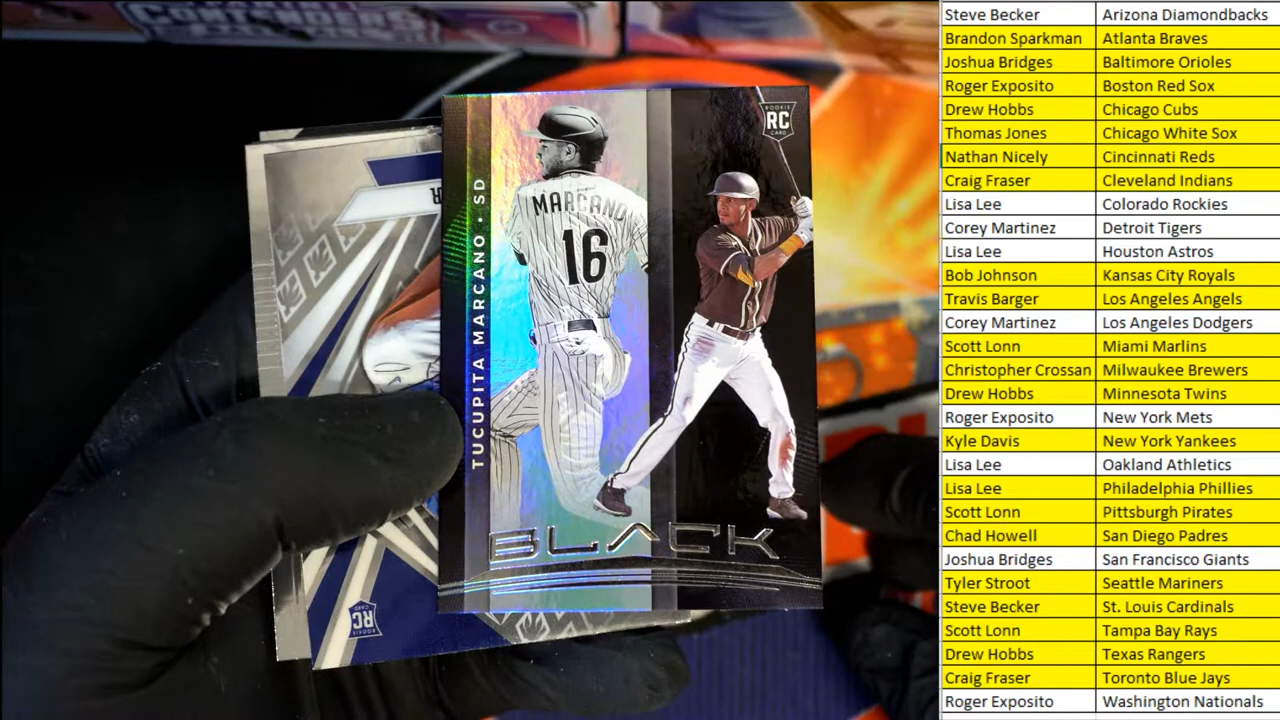 CONTENDERS
ROOKIE
RC
CARD
TUCUPITA MARCANO • SD
MARCANO
16
BLACK
ROOKIE
RC
CARD
Steve Becker Arizona Diamondbacks
Brandon Sparkman Atlanta Braves
Joshua Bridges Baltimore Orioles
Roger Exposito Boston Red Sox
Drew Hobbs Chicago Cubs
Thomas Jones Chicago White Sox
Nathan Nicely Cincinnati Reds
Craig Fraser Cleveland Indians
Lisa Lee Colorado Rockies
Corey Martinez Detroit Tigers
Lisa Lee Houston Astros
Bob Johnson Kansas City Royals
Travis Barger Los Angeles Angels
Corey Martinez Los Angeles Dodgers
Scott Lonn Miami Marlins
Christopher Crossan Milwaukee Brewers
Drew Hobbs Minnesota Twins
Roger Exposito New York Mets
Kyle Davis New York Yankees
Lisa Lee Oakland Athletics
Lisa Lee Philadelphia Phillies
Scott Lonn Pittsburgh Pirates
Chad Howell San Diego Padres
Joshua Bridges San Francisco Giants
Tyler Stroot Seattle Mariners
Steve Becker St. Louis Cardinals
Scott Lonn Tampa Bay Rays
Drew Hobbs Texas Rangers
Craig Fraser Toronto Blue Jays
Roger Exposito Washington Nationals